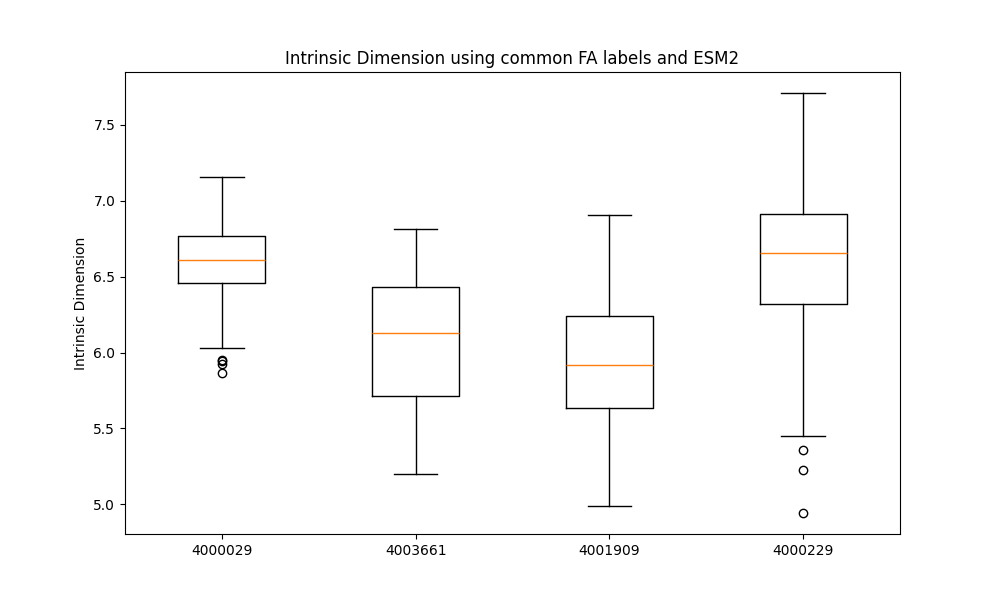 Intrinsic Dimension using common FA labels and ESM2
Intrinsic Dimension
7.5
7.0
6.5
6.0
5.5
5.0
4000029 4003661 4001909 4000229